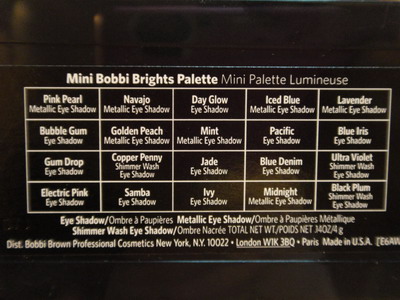 Mini Bobbi Brights Palette Mini Palette Lumineuse
Pink Pearl Navajo Day Glow Iced Blue Lavender
Metallic Eye Shadow Metallic Eye Shadow Eye Shadow Metallic Eye Shadow Metallic Eye Shadow
Bubble Gum Golden Peach Mint Pacific Blue Iris
Eye Shadow Metallic Eye Shadow Metallic Eye Shadow Eye Shadow Eye Shadow
Gum Drop Copper Penny Jade Blue Denim Ultra Violet
Eye Shadow Shimmer Wash Eye Shadow Eye Shadow Shimmer Wash
Eye Shadow Eye Shadow
Electric Pink Samba Ivy Midnight Black Plum
Eye Shadow Eye Shadow Eye Shadow Metallic Eye Shadow Shimmer Wash
Eye Shadow
Eye Shadow/Ombre à Paupières Metallic Eye Shadow/Ombre à Paupières Métallique
Shimmer Wash Eye Shadow/Ombre Nacrée TOTAL NET WT./POIDS NET .14OZ/4 g
Dist. Bobbi Brown Professional Cosmetics New York, N.Y. 10022 • London W1K 3BQ • Paris Made in U.S.A. [E6AW